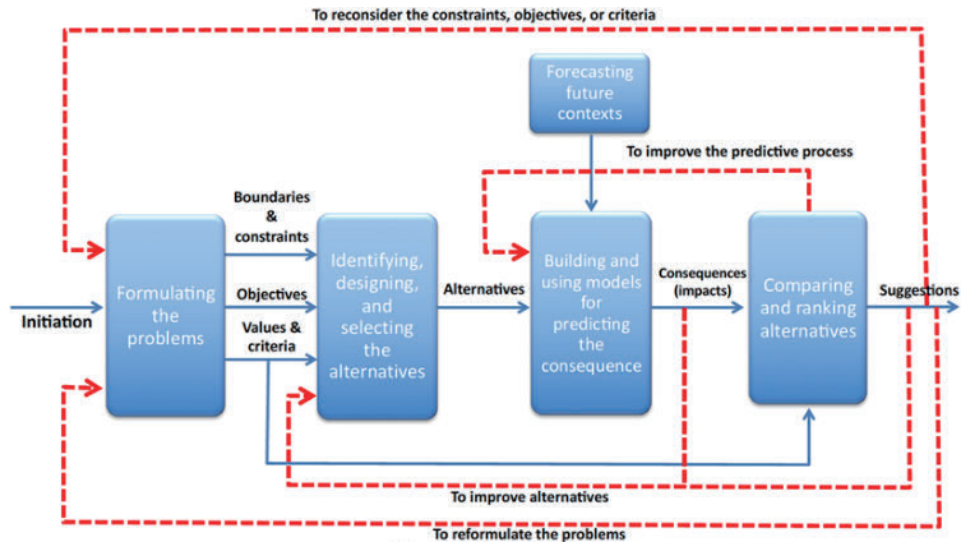 To reconsider the constraints, objectives, or criteria
Forecasting
future
contexts
To improve the predictive process
Boundaries
&
constraints
Initiation
Formulating
the
problems
Objectives
Values &
criteria
Identifying,
designing,
and
selecting
the
alternatives
Alternatives
Building and
using models
for
predicting
the
consequence
Consequences
(impacts)
Comparing
and ranking
alternatives
Suggestions
To improve alternatives
To reformulate the problems